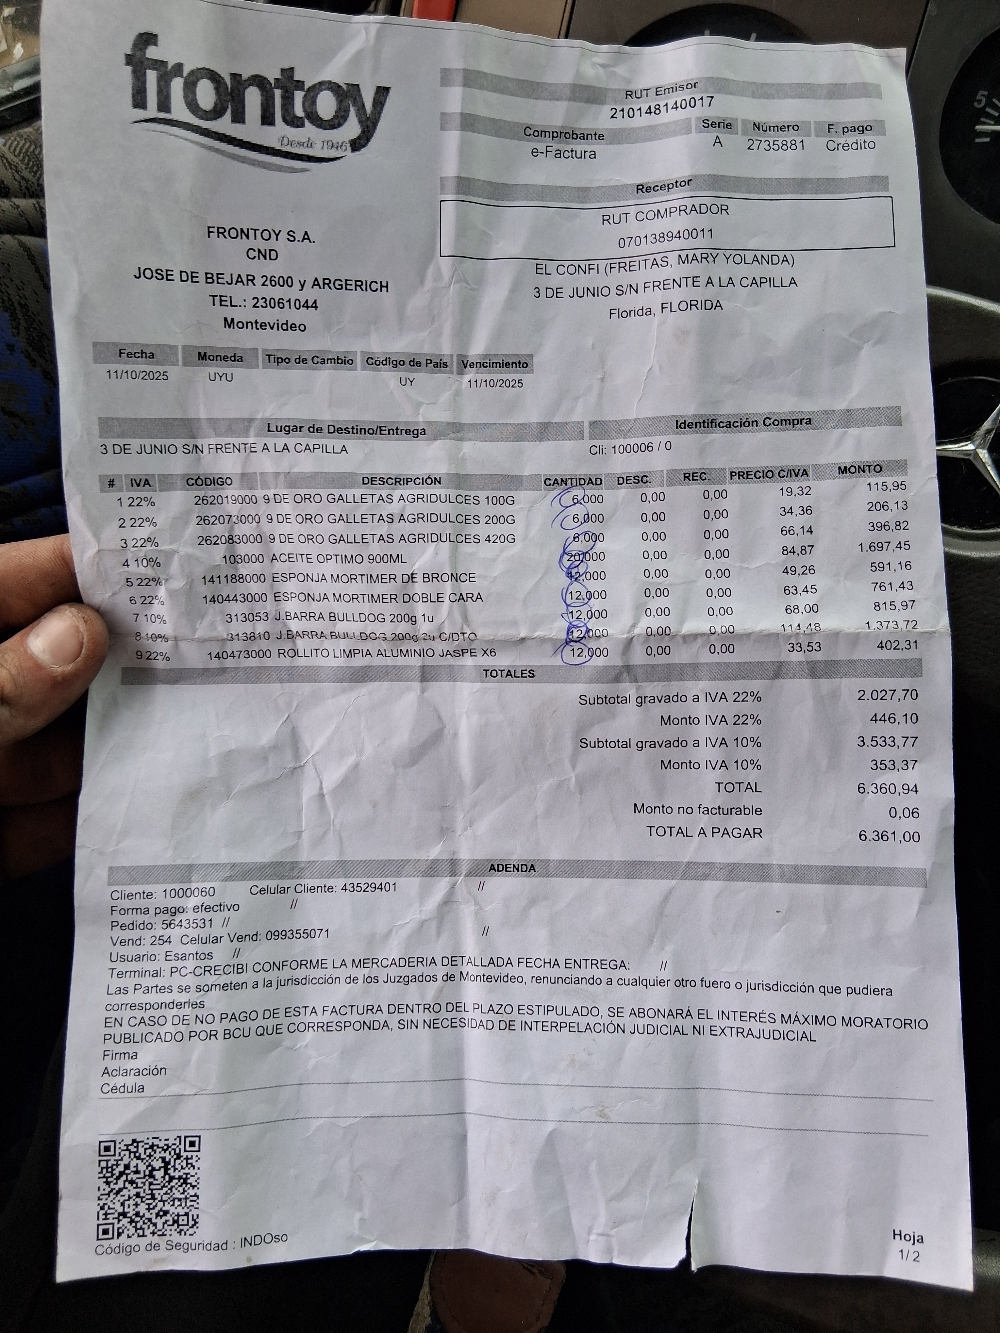 frontoy
Desde 1946
RUT Emisor
210148140017
Comprobante Serie Número F. pago
e-Factura A 2735881 Crédito
Receptor
RUT COMPRADOR
070138940011
EL CONFI (FREITAS, MARY YOLANDA)
3 DE JUNIO S/N FRENTE A LA CAPILLA
Florida, FLORIDA
FRONTOY S.A.
CND
JOSE DE BEJAR 2600 y ARGERICH
TEL.: 23061044
Montevideo
Fecha Moneda Tipo de Cambio Código de País Vencimiento
11/10/2025 UYU UY 11/10/2025
Lugar de Destino/Entrega Identificación Compra
3 DE JUNIO S/N FRENTE A LA CAPILLA Cli: 100006 / 0
# IVA CÓDIGO DESCRIPCIÓN CANTIDAD DESC. REC. PRECIO C/IVA MONTO
1 22% 262019000 9 DE ORO GALLETAS AGRIDULCES 100G 6,000 0,00 0,00 19,32 115,95
2 22% 262073000 9 DE ORO GALLETAS AGRIDULCES 200G 6,000 0,00 0,00 34,36 206,13
3 22% 262083000 9 DE ORO GALLETAS AGRIDULCES 420G 6,000 0,00 0,00 66,14 396,82
4 10% 103000 ACEITE OPTIMO 900ML 20,000 0,00 0,00 84,87 1.697,45
5 22% 141188000 ESPONJA MORTIMER DE BRONCE 12,000 0,00 0,00 49,26 591,16
6 22% 140443000 ESPONJA MORTIMER DOBLE CARA 12,000 0,00 0,00 63,45 761,43
7 10% 313053 J.BARRA BULLDOG 200g 1u 12,000 0,00 0,00 68,00 815,97
8 10% 313810 J.BARRA BULLDOG 200g 2u C/DTO 12,000 0,00 0,00 114,48 1.373,72
9 22% 140473000 ROLLITO LIMPIA ALUMINIO JASPE X6 12,000 0,00 0,00 33,53 402,31
TOTALES
Subtotal gravado a IVA 22% 2.027,70
Monto IVA 22% 446,10
Subtotal gravado a IVA 10% 3.533,77
Monto IVA 10% 353,37
TOTAL 6.360,94
Monto no facturable 0,06
TOTAL A PAGAR 6.361,00
ADENDA
Cliente: 1000060 Celular Cliente: 43529401 //
Forma pago: efectivo //
Pedido: 5643531 //
Vend: 254 Celular Vend: 099355071 //
Usuario: Esantos //
Terminal: PC-CRECIBI CONFORME LA MERCADERIA DETALLADA FECHA ENTREGA: //
Las Partes se someten a la jurisdicción de los Juzgados de Montevideo, renunciando a cualquier otro fuero o jurisdicción que pudiera
corresponderles
EN CASO DE NO PAGO DE ESTA FACTURA DENTRO DEL PLAZO ESTIPULADO, SE ABONARÁ EL INTERÉS MÁXIMO MORATORIO
PUBLICADO POR BCU QUE CORRESPONDA, SIN NECESIDAD DE INTERPELACIÓN JUDICIAL NI EXTRAJUDICIAL
Firma
Aclaración
Cédula
Código de Seguridad : INDOso
Hoja
1/ 2
5